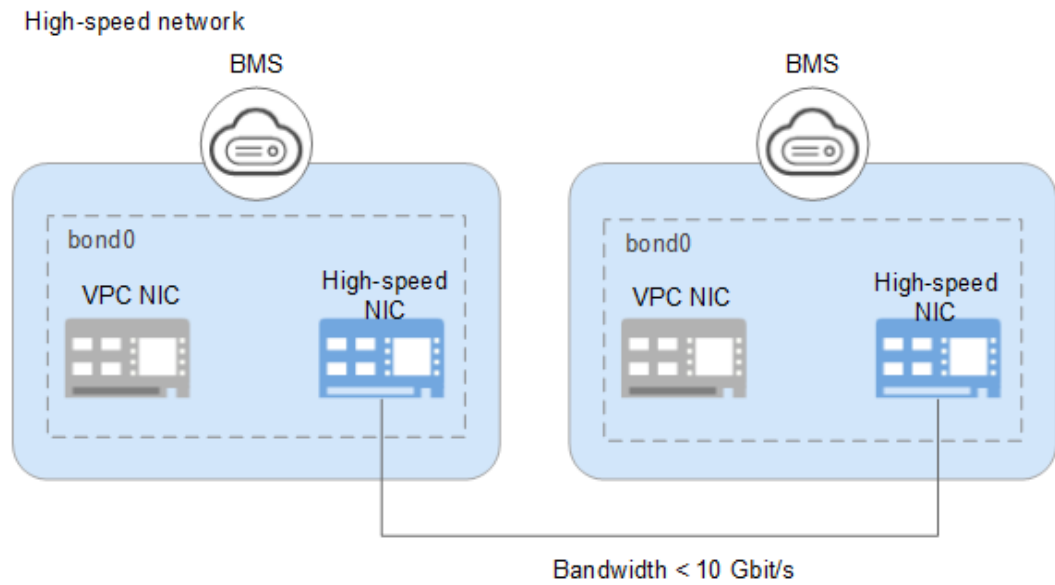 High-speed network
BMS
BMS
bond0
VPC NIC
High-speed
NIC
bond0
VPC NIC
High-speed
NIC
Bandwidth < 10 Gbit/s